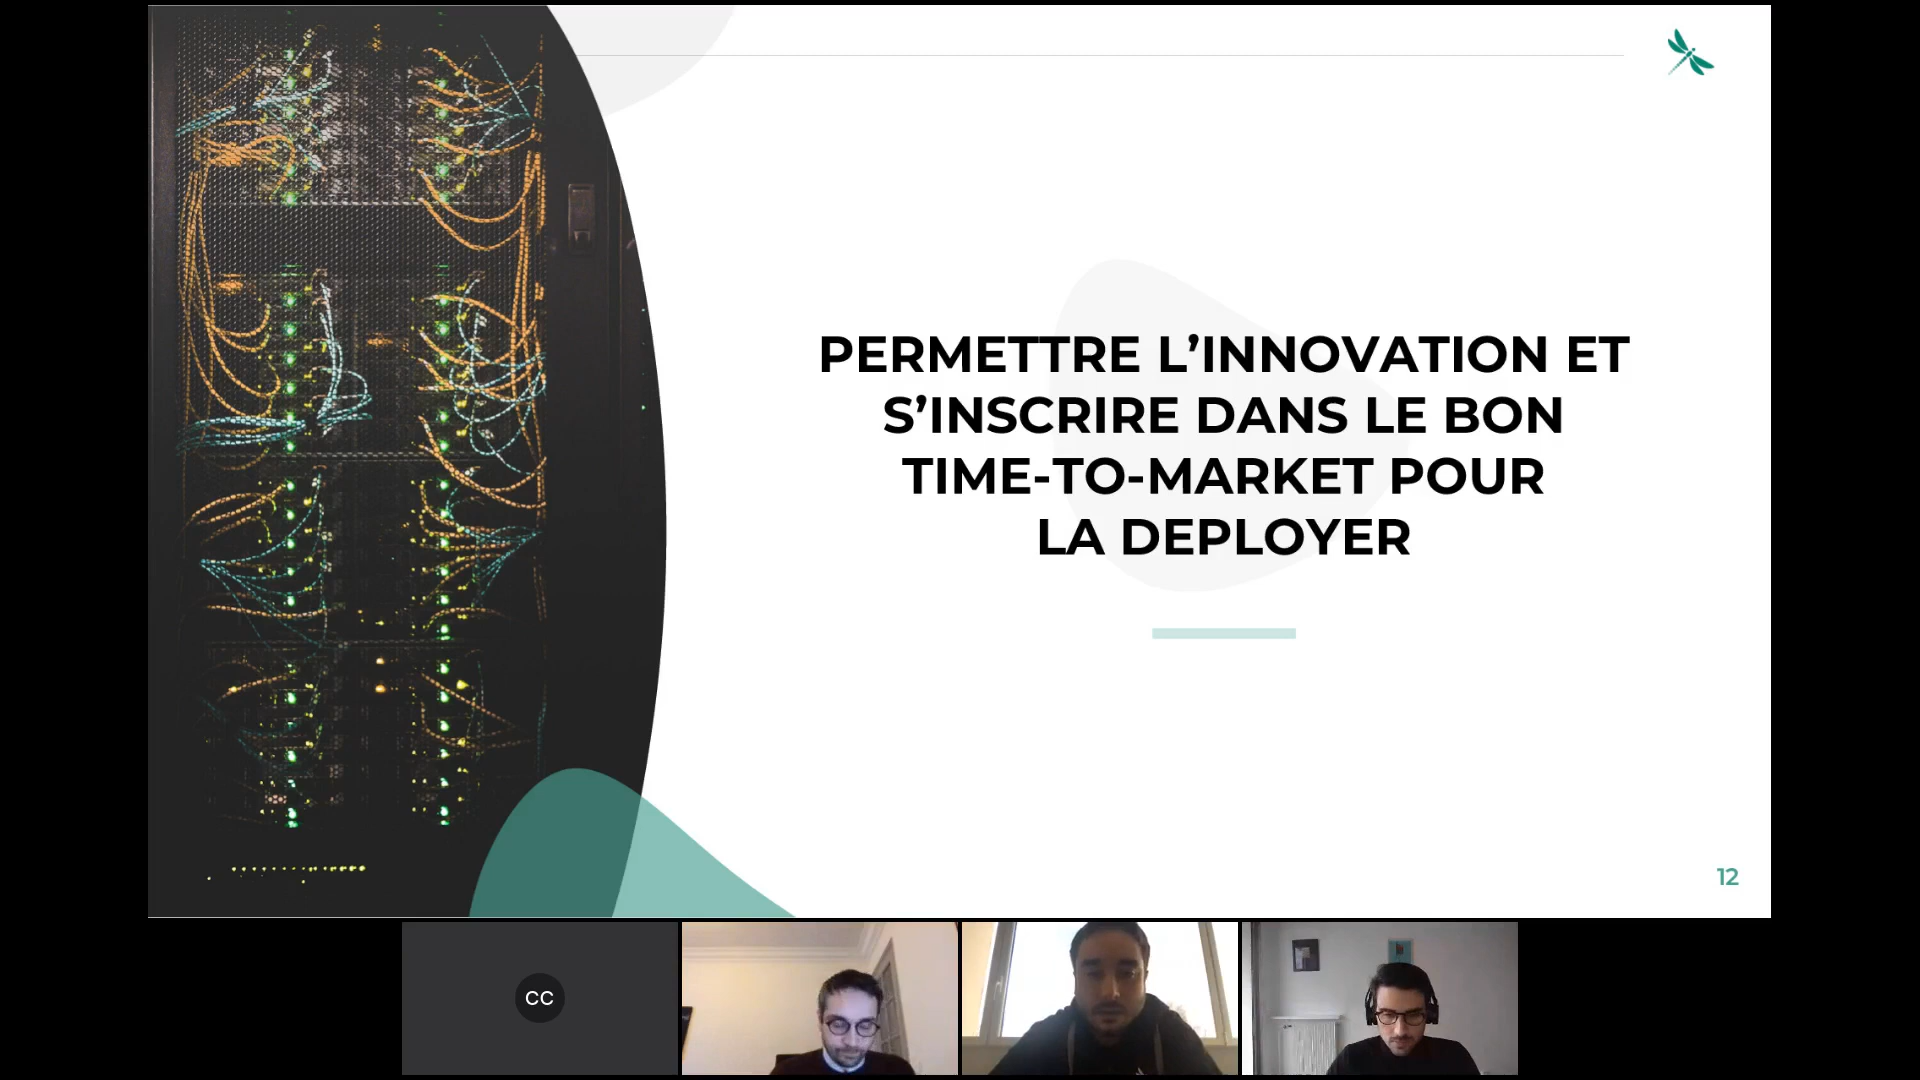 PERMETTRE L’INNOVATION ET
S’INSCRIRE DANS LE BON
TIME-TO-MARKET POUR
LA DEPLOYER
12
CC